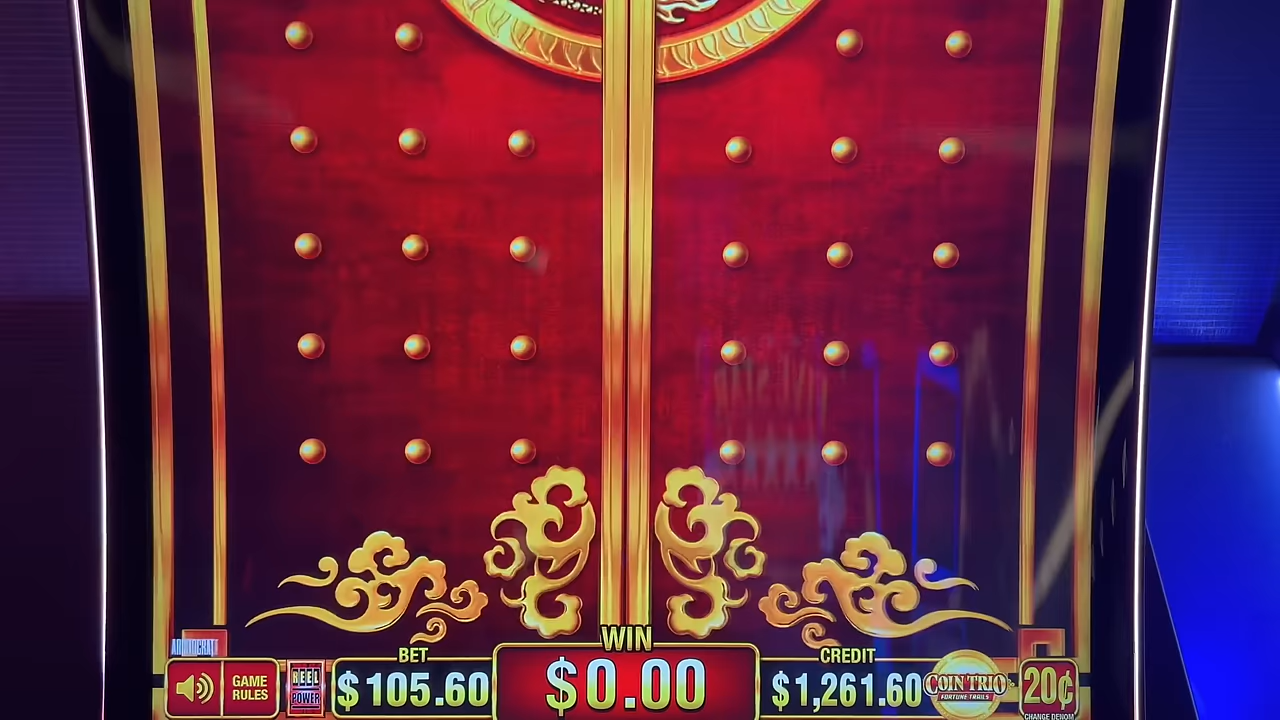 WIN
BET
CREDIT
ARISTOCRAT
GAME
RULES
REEL
POWER
$105.60
$0.00
$1,261.60
COIN TRIO
FORTUNE TRAILS
20¢
CHANGE DENOM